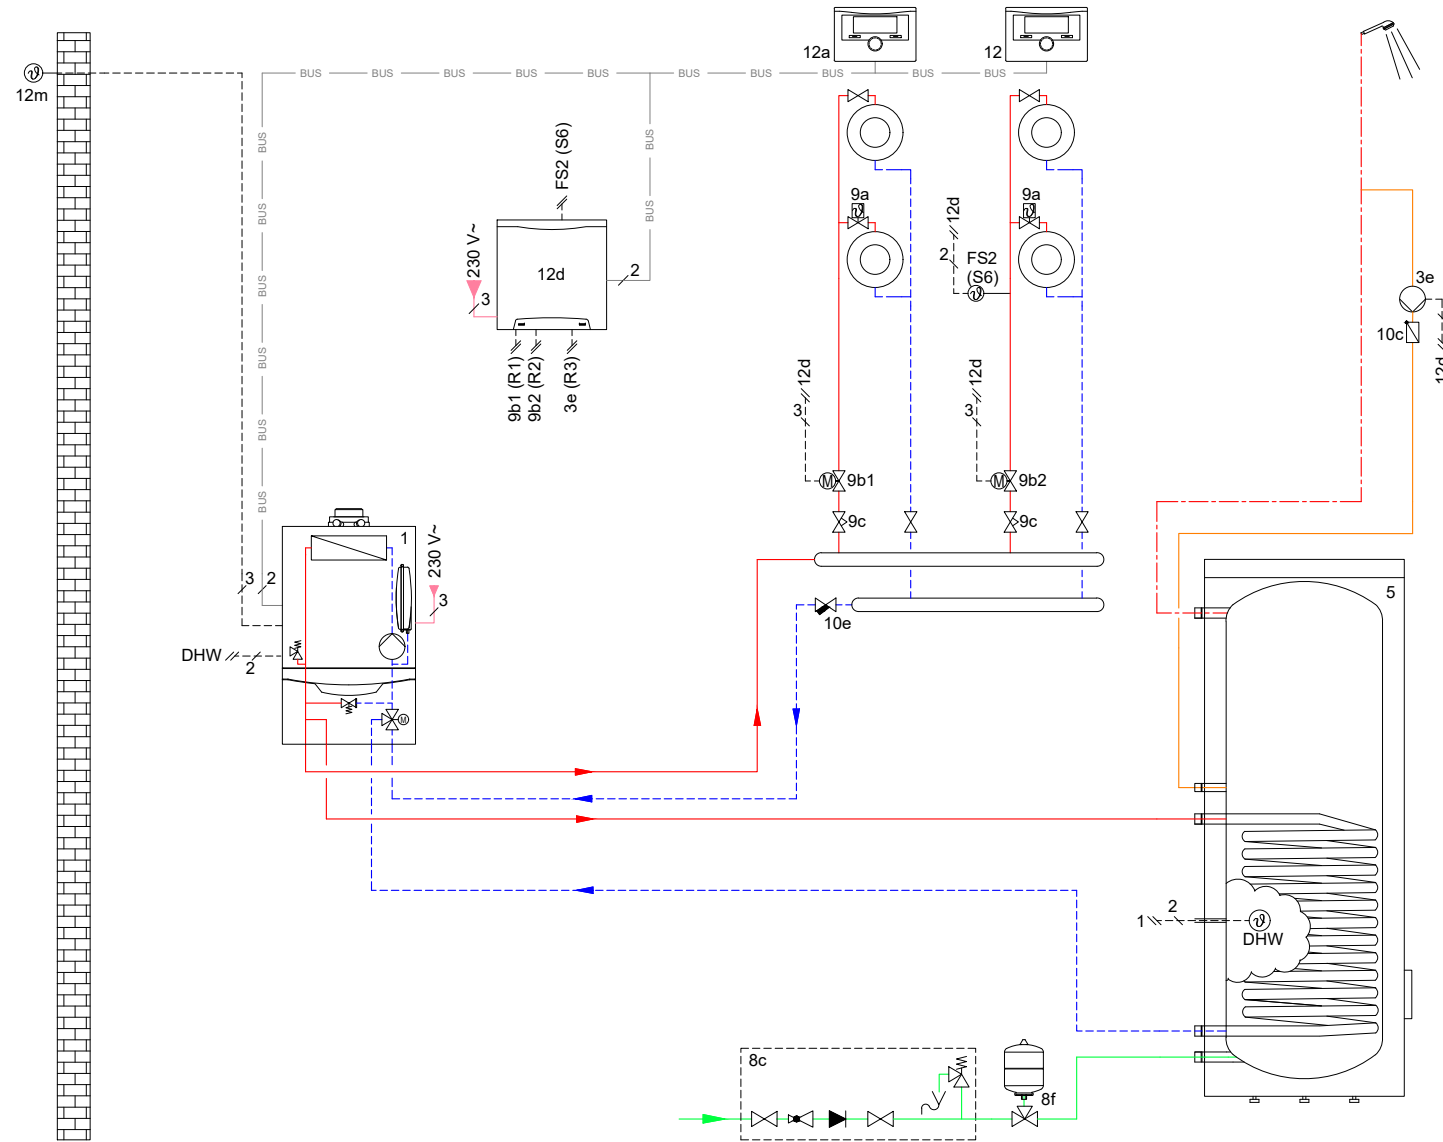 12a
12
BUS BUS BUS BUS BUS BUS BUS BUS BUS BUS
12m
BUS
BUS
BUS
BUS
BUS
BUS
BUS
BUS
FS2 (S6)
230 V~
3
12d
2
9b1 (R1)
9b2 (R2)
3e (R3)
9a
9a
12d
2
FS2
(S6)
12d
3
12d
3
9b1
9b2
9c
9c
3e
10c
12d
1
230 V~
3
3
2
DHW
2
M
M
M
10e
5
1
2
ϑ
DHW
8c
8f